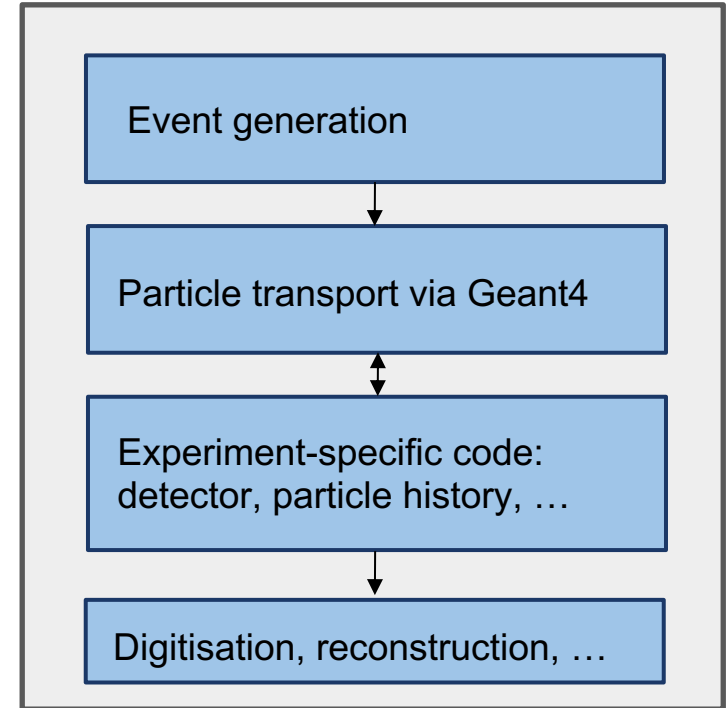 Event generation
Particle transport via Geant4
Experiment-specific code:
detector, particle history, …
Digitisation, reconstruction, …